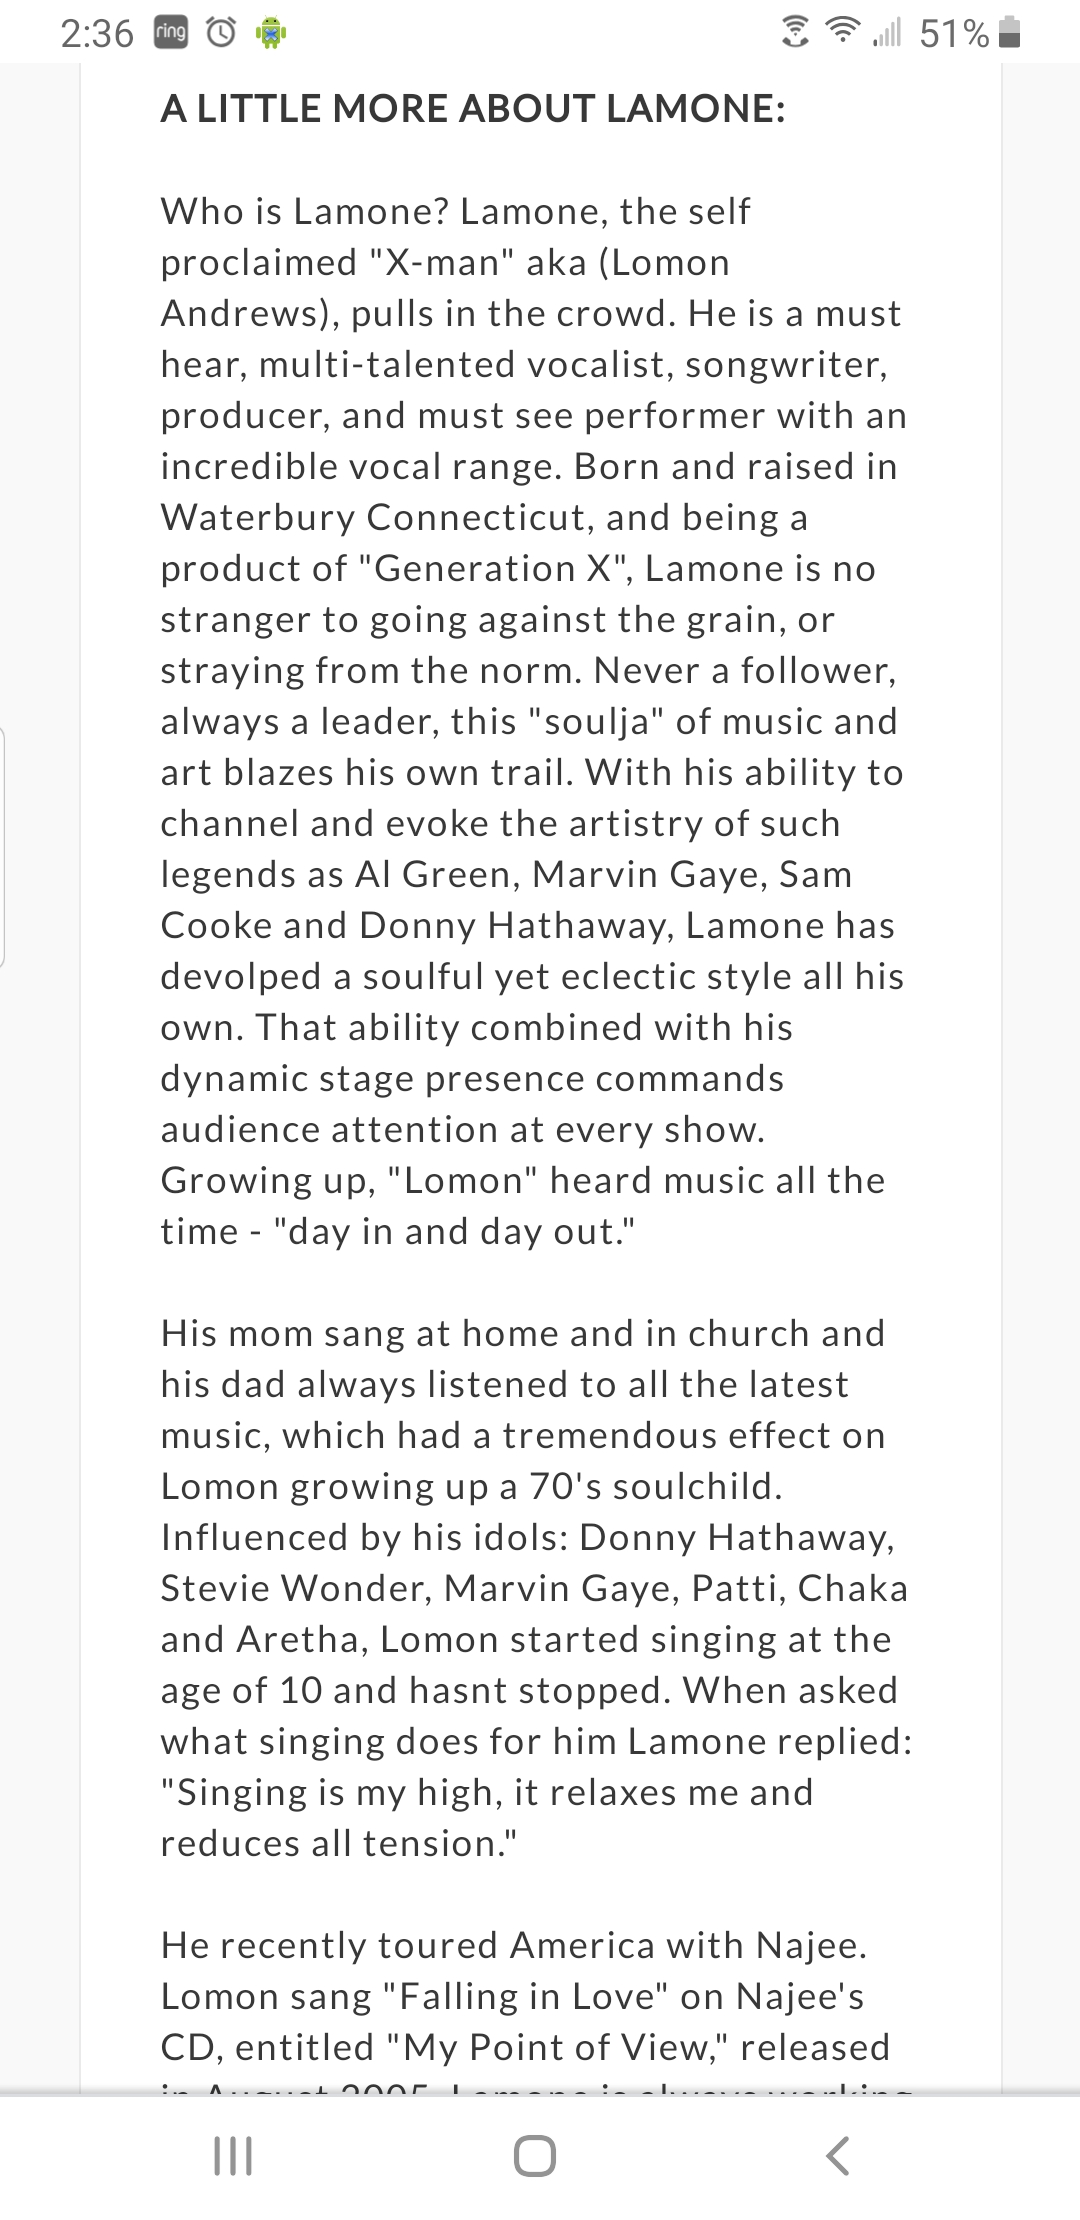 2:36 ring 51%
A LITTLE MORE ABOUT LAMONE:
Who is Lamone? Lamone, the self
proclaimed "X-man" aka (Lomon
Andrews), pulls in the crowd. He is a must
hear, multi-talented vocalist, songwriter,
producer, and must see performer with an
incredible vocal range. Born and raised in
Waterbury Connecticut, and being a
product of "Generation X", Lamone is no
stranger to going against the grain, or
straying from the norm. Never a follower,
always a leader, this "soulja" of music and
art blazes his own trail. With his ability to
channel and evoke the artistry of such
legends as Al Green, Marvin Gaye, Sam
Cooke and Donny Hathaway, Lamone has
devolped a soulful yet eclectic style all his
own. That ability combined with his
dynamic stage presence commands
audience attention at every show.
Growing up, "Lomon" heard music all the
time - "day in and day out."
His mom sang at home and in church and
his dad always listened to all the latest
music, which had a tremendous effect on
Lomon growing up a 70's soulchild.
Influenced by his idols: Donny Hathaway,
Stevie Wonder, Marvin Gaye, Patti, Chaka
and Aretha, Lomon started singing at the
age of 10 and hasnt stopped. When asked
what singing does for him Lamone replied:
"Singing is my high, it relaxes me and
reduces all tension."
He recently toured America with Najee.
Lomon sang "Falling in Love" on Najee's
CD, entitled "My Point of View," released
in August 2005. Lamone is always working